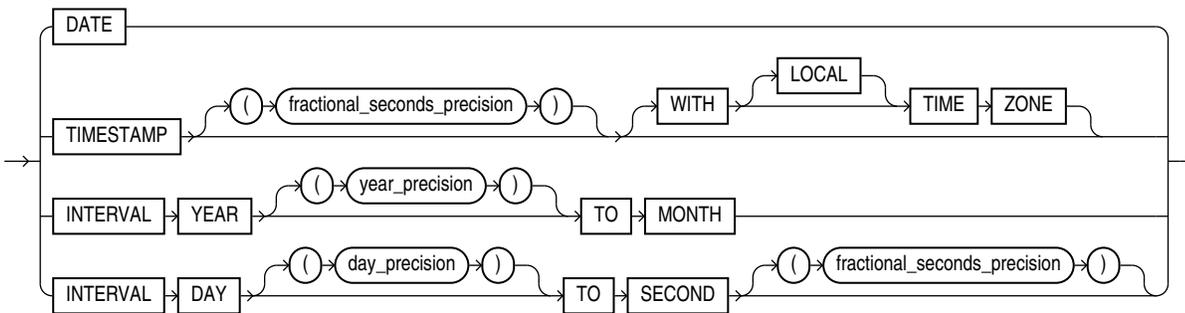 DATE
LOCAL
( fractional_seconds_precision ) WITH TIME ZONE
TIMESTAMP
( year_precision )
INTERVAL YEAR TO MONTH
( day_precision ) ( fractional_seconds_precision )
INTERVAL DAY TO SECOND